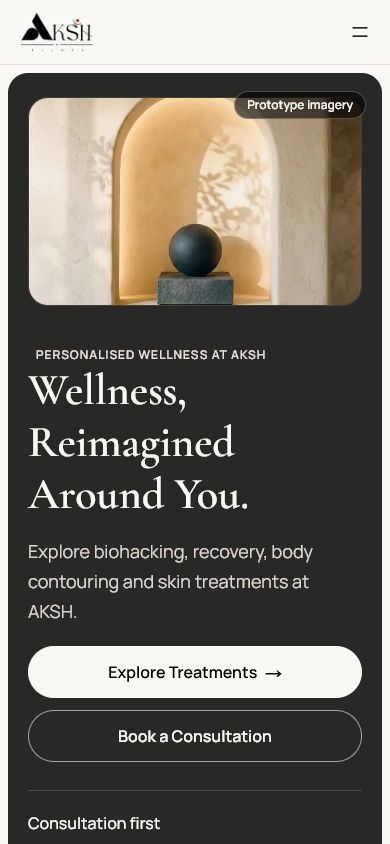 AKSH
Prototype imagery
PERSONALISED WELLNESS AT AKSH
Wellness,
Reimagined
Around You.
Explore biohacking, recovery, body
contouring and skin treatments at
AKSH.
Explore Treatments →
Book a Consultation
Consultation first